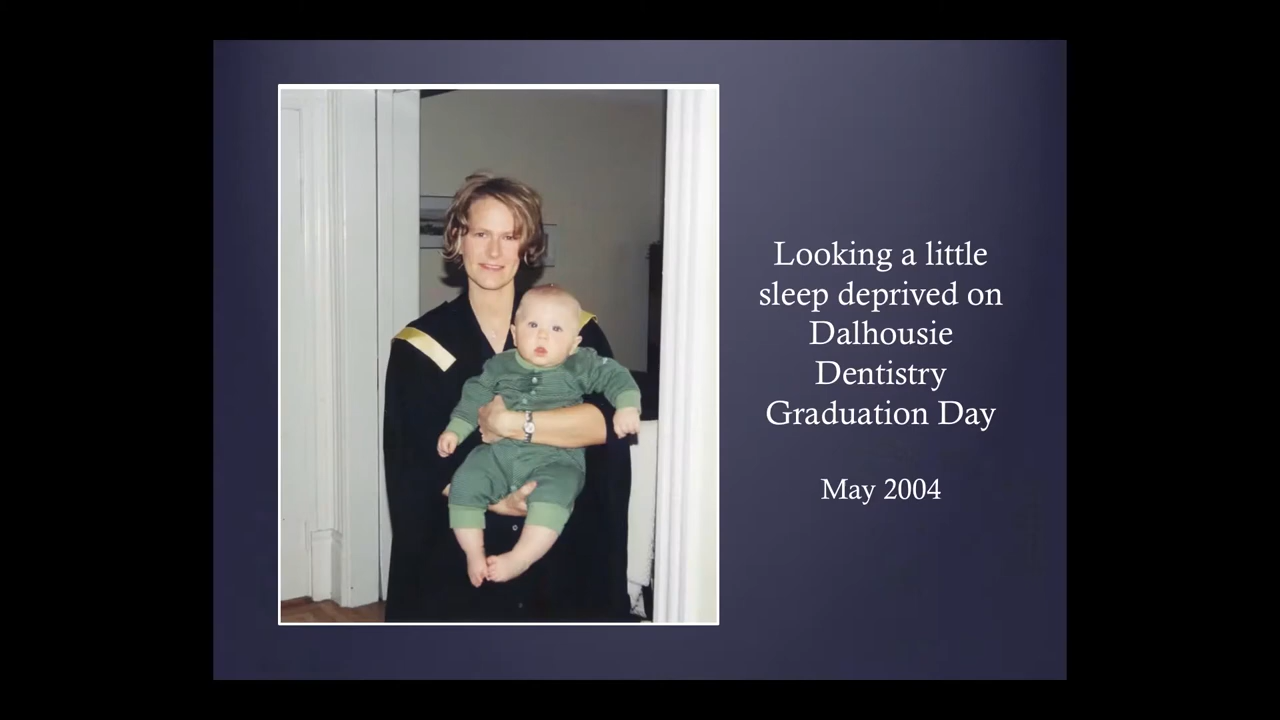 Looking a little
sleep deprived on
Dalhousie
Dentistry
Graduation Day
May 2004